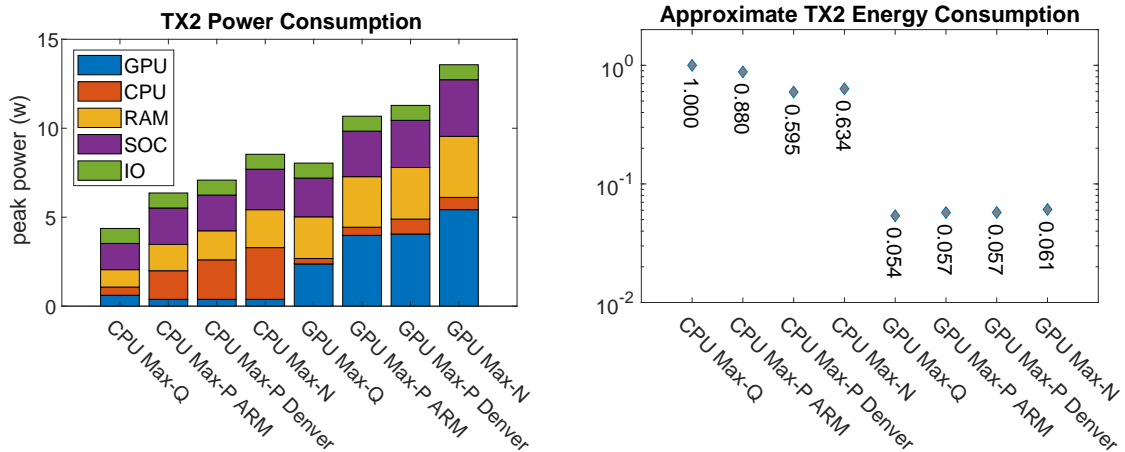 TX2 Power Consumption
15
10
5
0
peak power (w)
GPU
CPU
RAM
SOC
IO
CPU Max-Q
CPU Max-P ARM
CPU Max-P Denver
CPU Max-N
GPU Max-Q
GPU Max-P ARM
GPU Max-P Denver
GPU Max-N
Approximate TX2 Energy Consumption
10^0
10^-1
10^-2
1.000
0.880
0.595
0.634
0.054
0.057
0.057
0.061
CPU Max-Q
CPU Max-P ARM
CPU Max-P Denver
CPU Max-N
GPU Max-Q
GPU Max-P ARM
GPU Max-P Denver
GPU Max-N